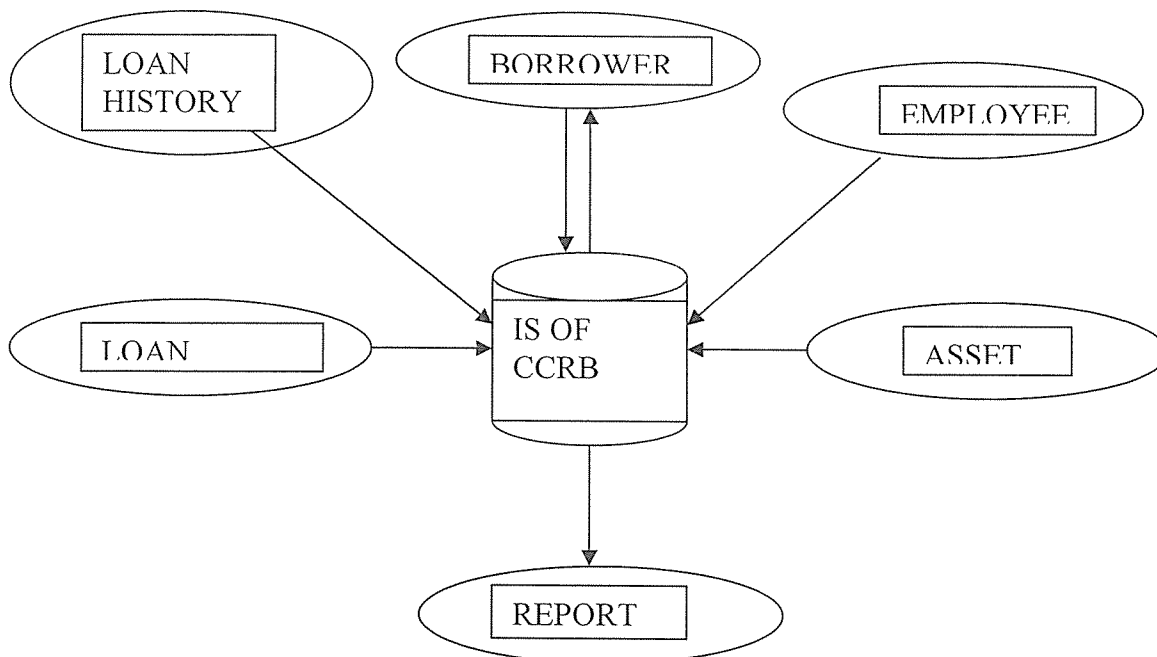 LOAN
HISTORY
BORROWER
EMPLOYEE
LOAN
IS OF
CCRB
ASSET
REPORT